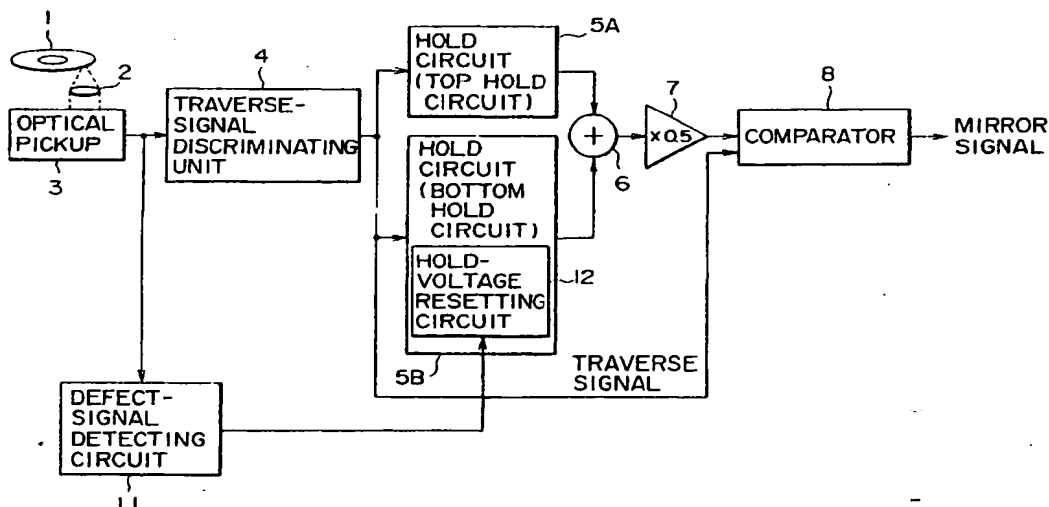 1
2
OPTICAL
PICKUP
3
4
TRAVERSE-
SIGNAL
DISCRIMINATING
UNIT
5A
HOLD
CIRCUIT
(TOP HOLD
CIRCUIT)
HOLD
CIRCUIT
(BOTTOM
HOLD
CIRCUIT)
HOLD-
VOLTAGE
RESETTING
CIRCUIT
12
5B
+
6
7
×0.5
8
COMPARATOR
MIRROR
SIGNAL
TRAVERSE
SIGNAL
DEFECT-
SIGNAL
DETECTING
CIRCUIT
11